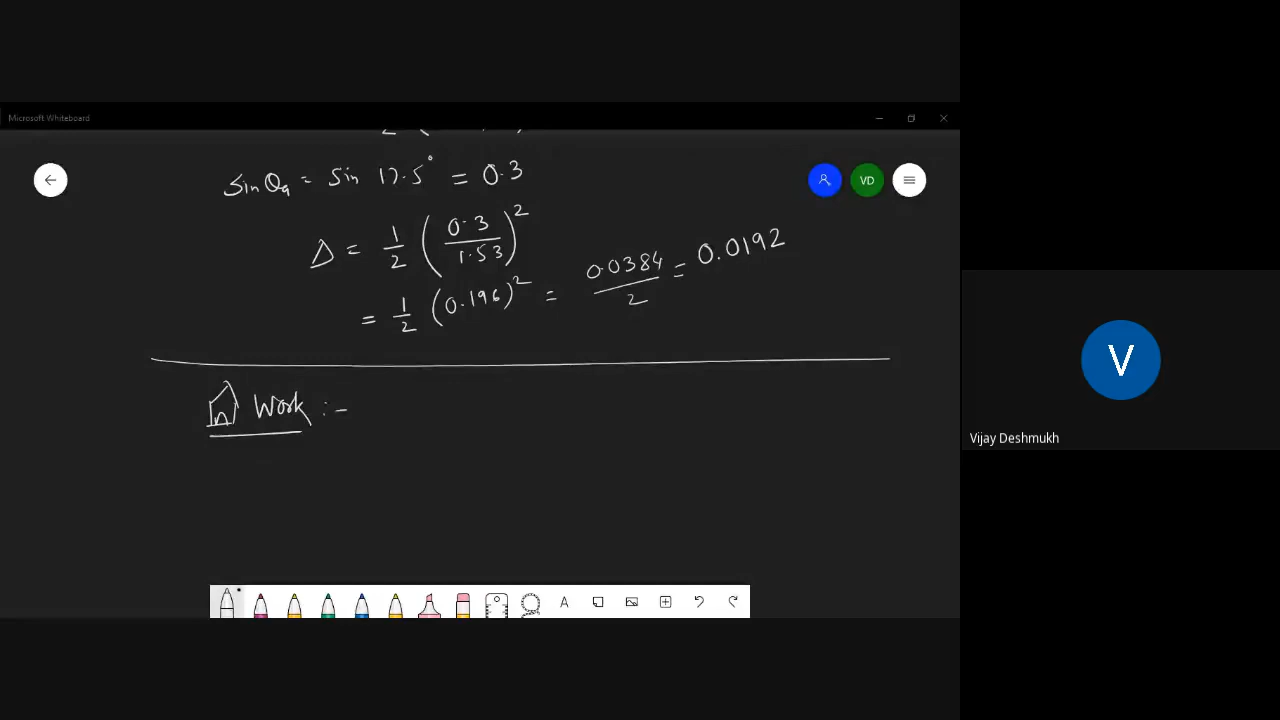 Microsoft Whiteboard
Sin θa = Sin 17.5° = 0.3
VD
Δ = 1/2 (0.3/1.53)^2
= 1/2 (0.196)^2 = 0.0384/2 = 0.0192
Work :-
V
Vijay Deshmukh
A